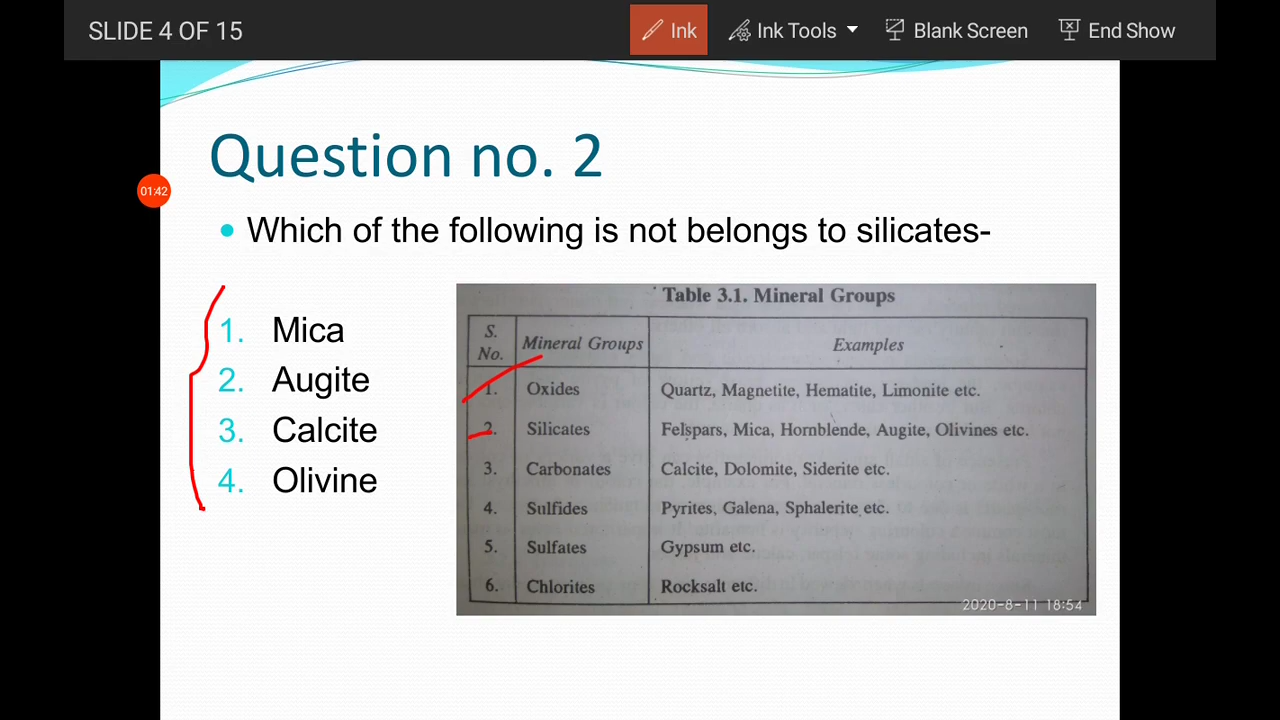 SLIDE 4 OF 15
Ink
Ink Tools
Blank Screen
End Show
Question no. 2
01:42
• Which of the following is not belongs to silicates-
1. Mica
2. Augite
3. Calcite
4. Olivine
Table 3.1. Mineral Groups
S. No. Mineral Groups Examples
1. Oxides Quartz, Magnetite, Hematite, Limonite etc.
2. Silicates Felspars, Mica, Hornblende, Augite, Olivines etc.
3. Carbonates Calcite, Dolomite, Siderite etc.
4. Sulfides Pyrites, Galena, Sphalerite etc.
5. Sulfates Gypsum etc.
6. Chlorites Rocksalt etc.
2020-8-11 18:54